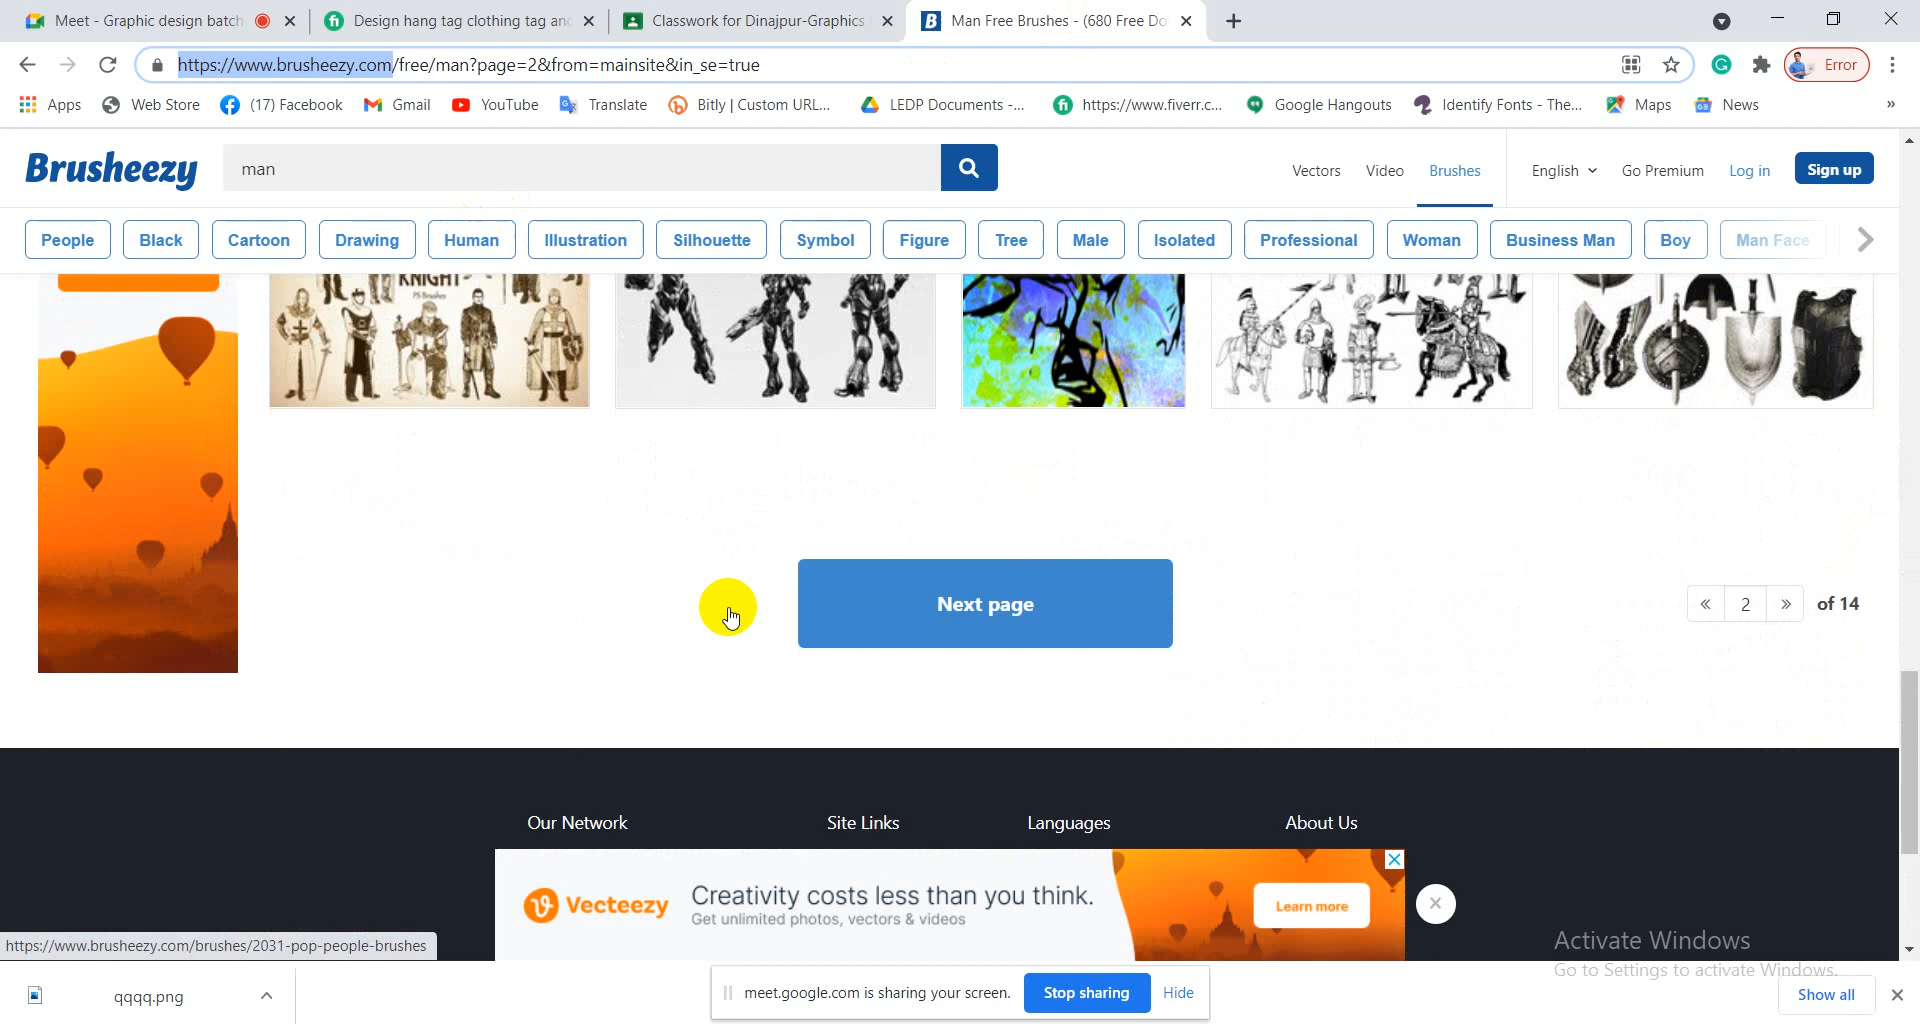 Meet - Graphic design batch
Design hang tag clothing tag an
Classwork for Dinajpur-Graphics
Man Free Brushes - (680 Free Do
https://www.brusheezy.com/free/man?page=2&from=mainsite&in_se=true
Error
Apps
Web Store
(17) Facebook
Gmail
YouTube
Translate
Bitly | Custom URL...
LEDP Documents -...
https://www.fiverr.c...
Google Hangouts
Identify Fonts - The...
Maps
News
»
Brusheezy
man
Vectors
Video
Brushes
English
Go Premium
Log in
Sign up
People
Black
Cartoon
Drawing
Human
Illustration
Silhouette
Symbol
Figure
Tree
Male
Isolated
Professional
Woman
Business Man
Boy
Man Face
KNIGHT
PS Brushes
Next page
« 2 » of 14
Our Network
Site Links
Languages
About Us
Vecteezy
Creativity costs less than you think.
Get unlimited photos, vectors & videos
Learn more
https://www.brusheezy.com/brushes/2031-pop-people-brushes
Activate Windows
Go to Settings to activate Windows.
qqqq.png
meet.google.com is sharing your screen.
Stop sharing
Hide
Show all